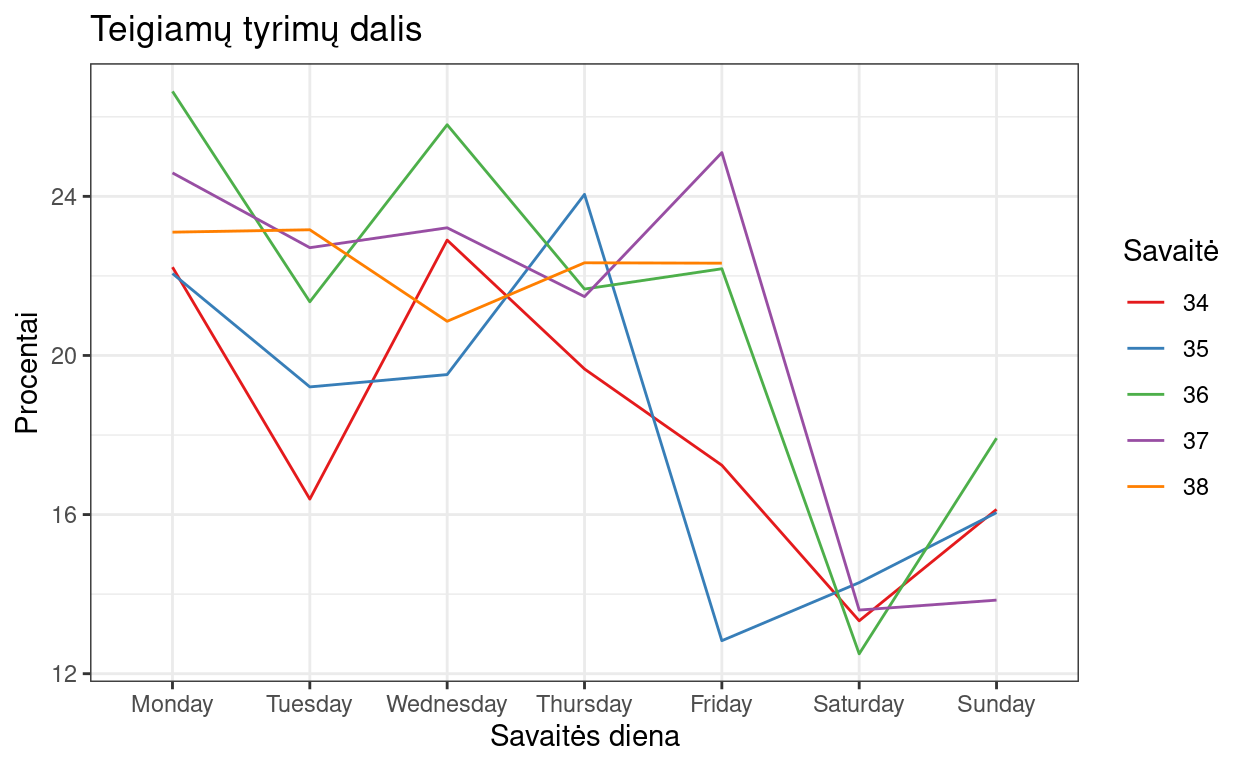 Teigiamų tyrimų dalis
Procentai
24
20
16
12
Monday Tuesday Wednesday Thursday Friday Saturday Sunday
Savaitės diena
Savaitė
34
35
36
37
38